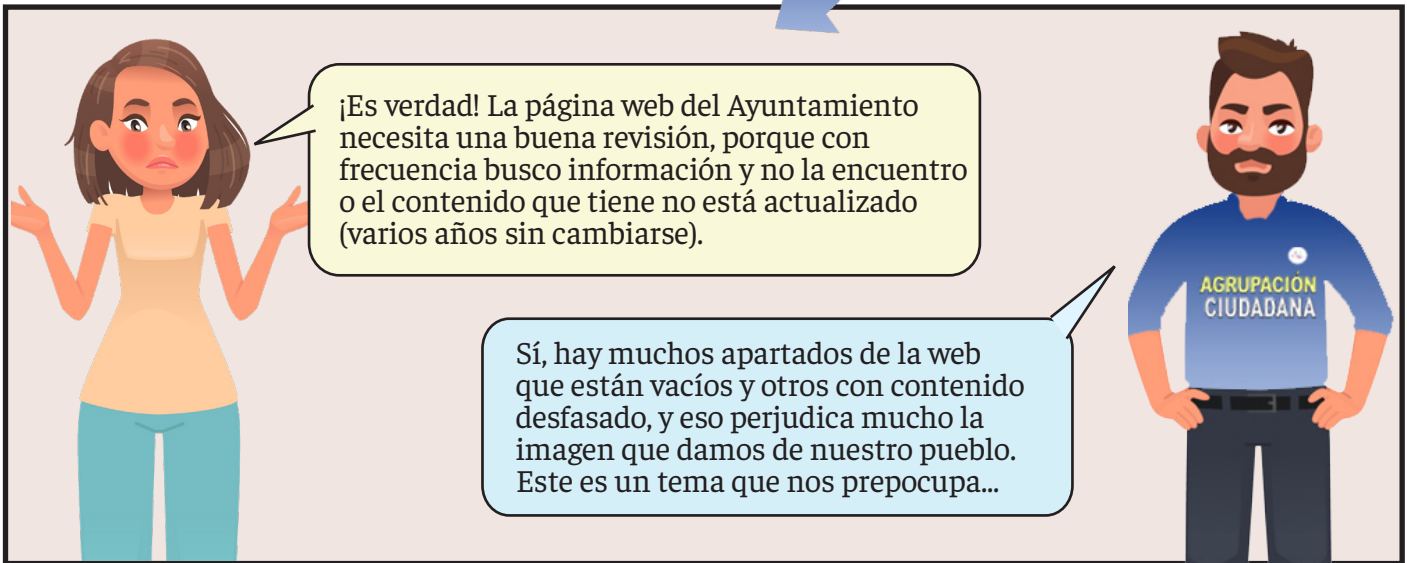 ¡Es verdad! La página web del Ayuntamiento
necesita una buena revisión, porque con
frecuencia busco información y no la encuentro
o el contenido que tiene no está actualizado
(varios años sin cambiarse).
AGRUPACIÓN
CIUDADANA
Sí, hay muchos apartados de la web
que están vacíos y otros con contenido
desfasado, y eso perjudica mucho la
imagen que damos de nuestro pueblo.
Este es un tema que nos prepocupa...